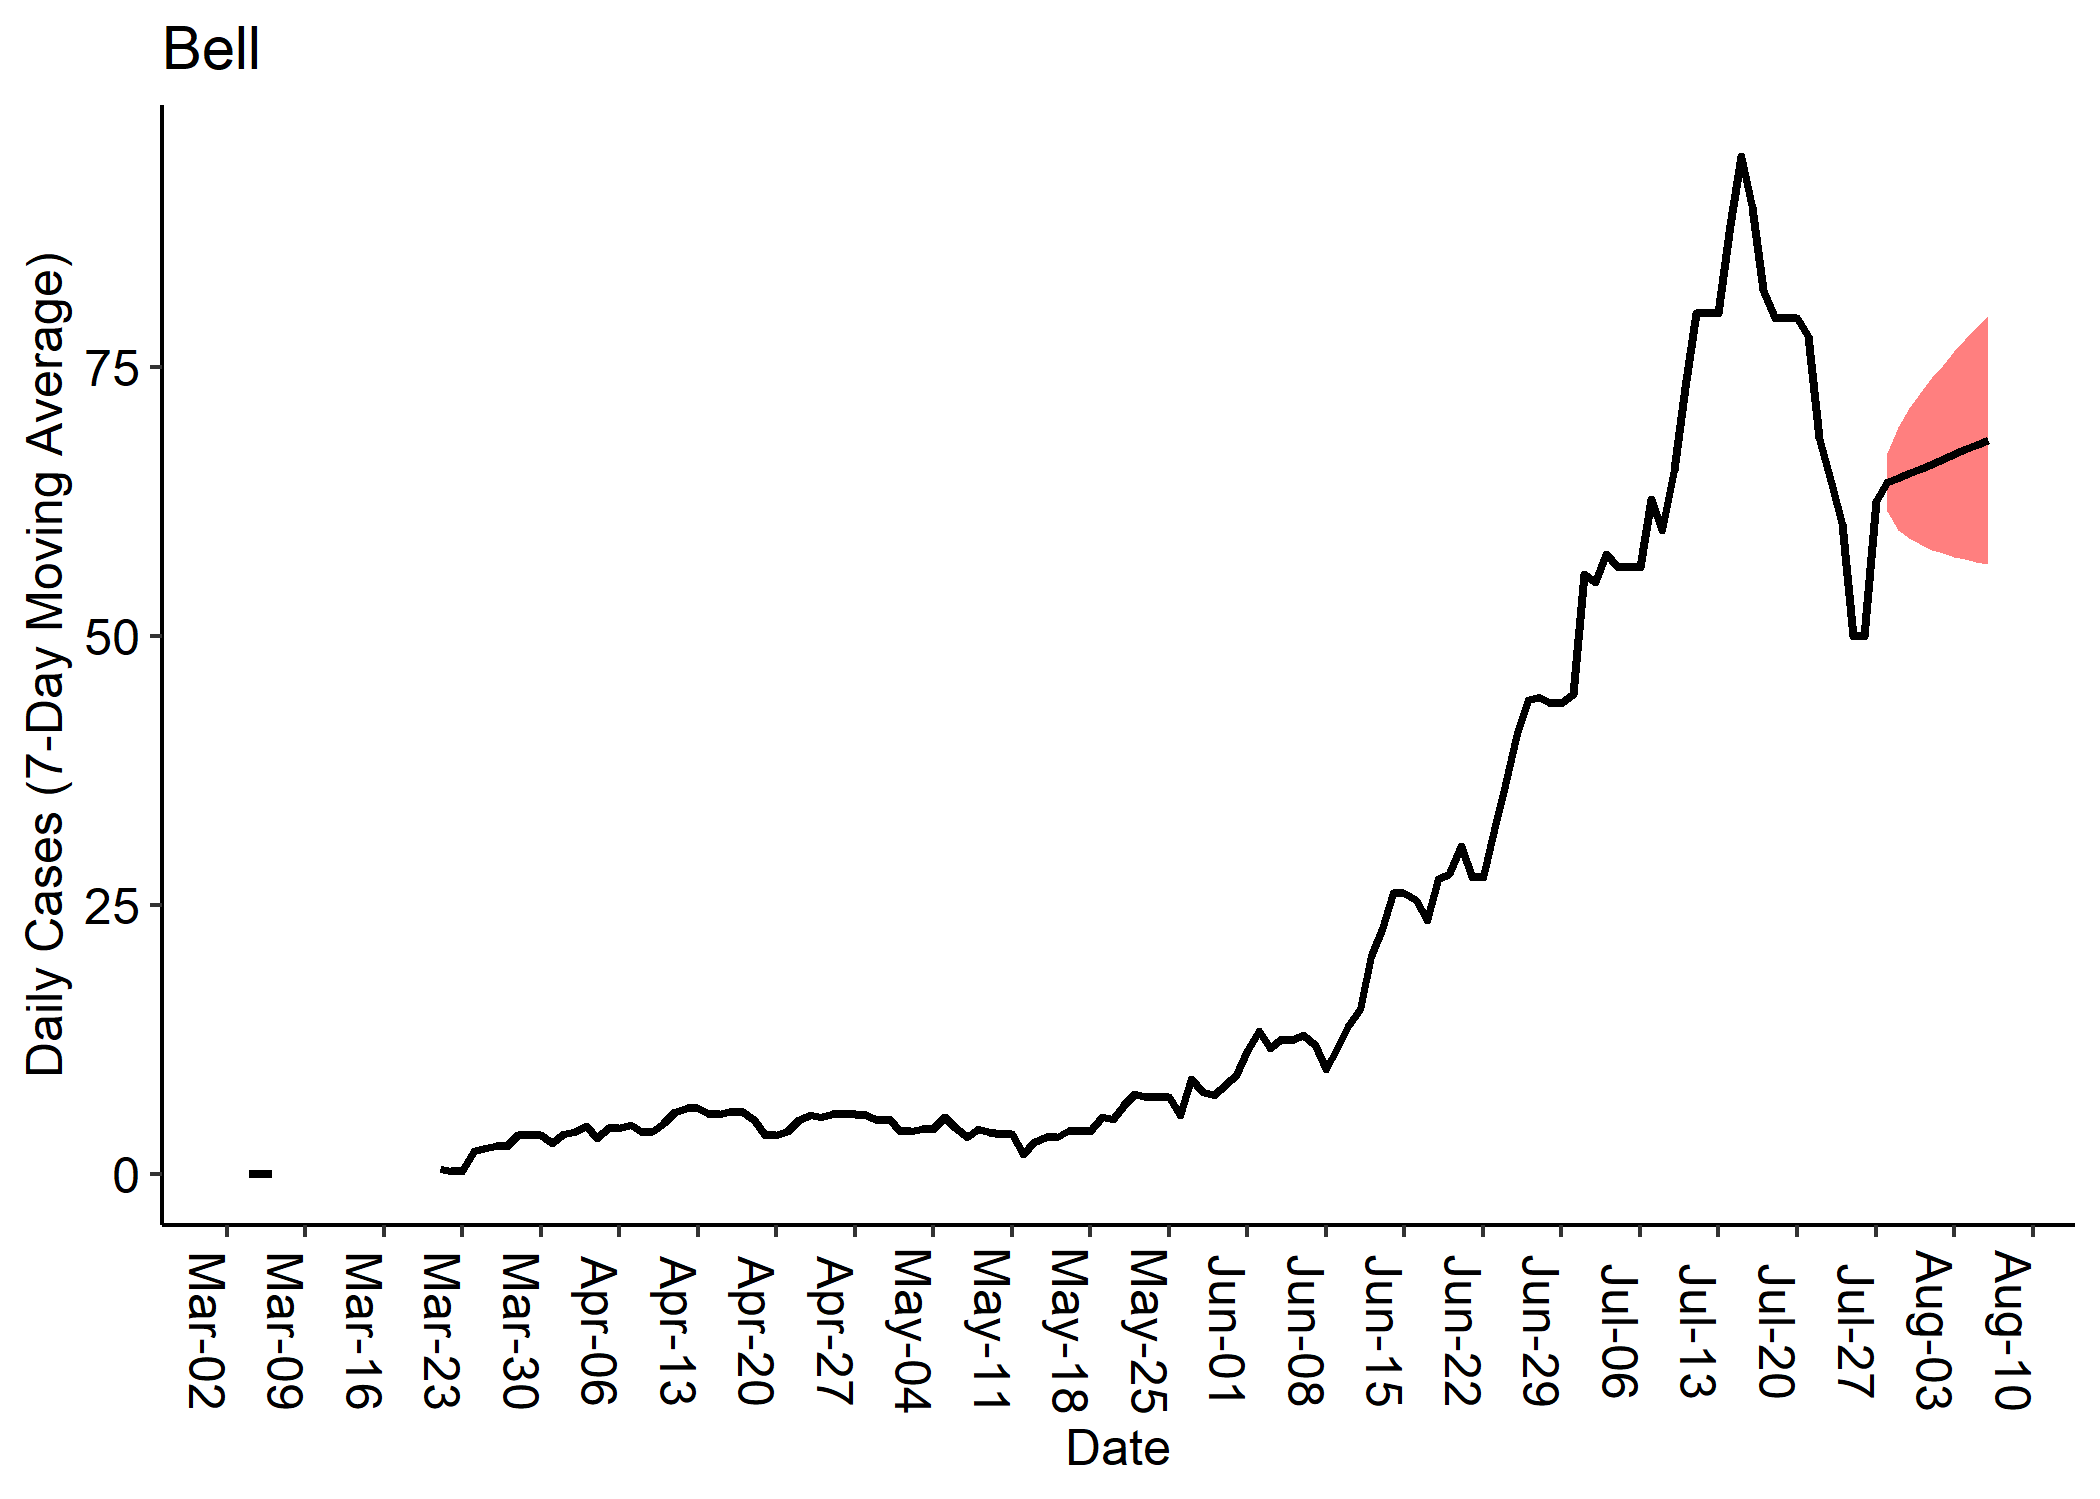 Bell
Daily Cases (7-Day Moving Average)
75
50
25
0
Mar-02
Mar-09
Mar-16
Mar-23
Mar-30
Apr-06
Apr-13
Apr-20
Apr-27
May-04
May-11
May-18
May-25
Jun-01
Jun-08
Jun-15
Jun-22
Jun-29
Jul-06
Jul-13
Jul-20
Jul-27
Aug-03
Aug-10
Date